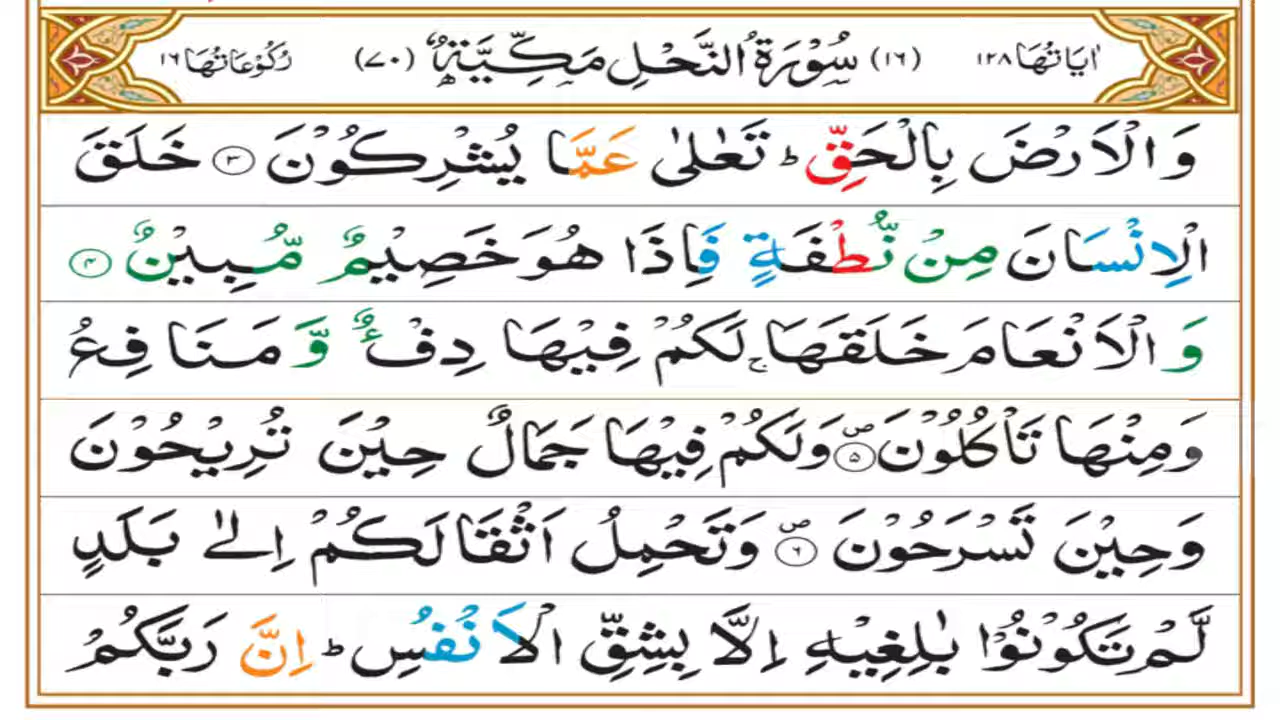 اٰيَاتُهَا ١٢٨ (١٦) سُوْرَةُ النَّحْلِ مَكِّيَّةٌ (٧٠) رُكُوْعَاتُهَا ١٦
وَ الْاَرْضَ بِالْحَقِّ ؕ تَعٰلٰى عَمَّا يُشْرِكُوْنَ ۝٣ خَلَقَ
الْاِنْسَانَ مِنْ نُّطْفَةٍ فَاِذَا هُوَ خَصِيْمٌ مُّبِيْنٌ ۝٤
وَ الْاَنْعَامَ خَلَقَهَا ۚ لَكُمْ فِيْهَا دِفْءٌ وَّ مَنَافِعُ
وَمِنْهَا تَاْكُلُوْنَ ۝٥ۖ وَلَكُمْ فِيْهَا جَمَالٌ حِيْنَ تُرِيْحُوْنَ
وَحِيْنَ تَسْرَحُوْنَ ۝٦ۖ وَتَحْمِلُ اَثْقَالَكُمْ اِلٰى بَلَدٍ
لَّمْ تَكُوْنُوْا بٰلِغِيْهِ اِلَّا بِشِقِّ الْاَنْفُسِ ؕ اِنَّ رَبَّكُمْ